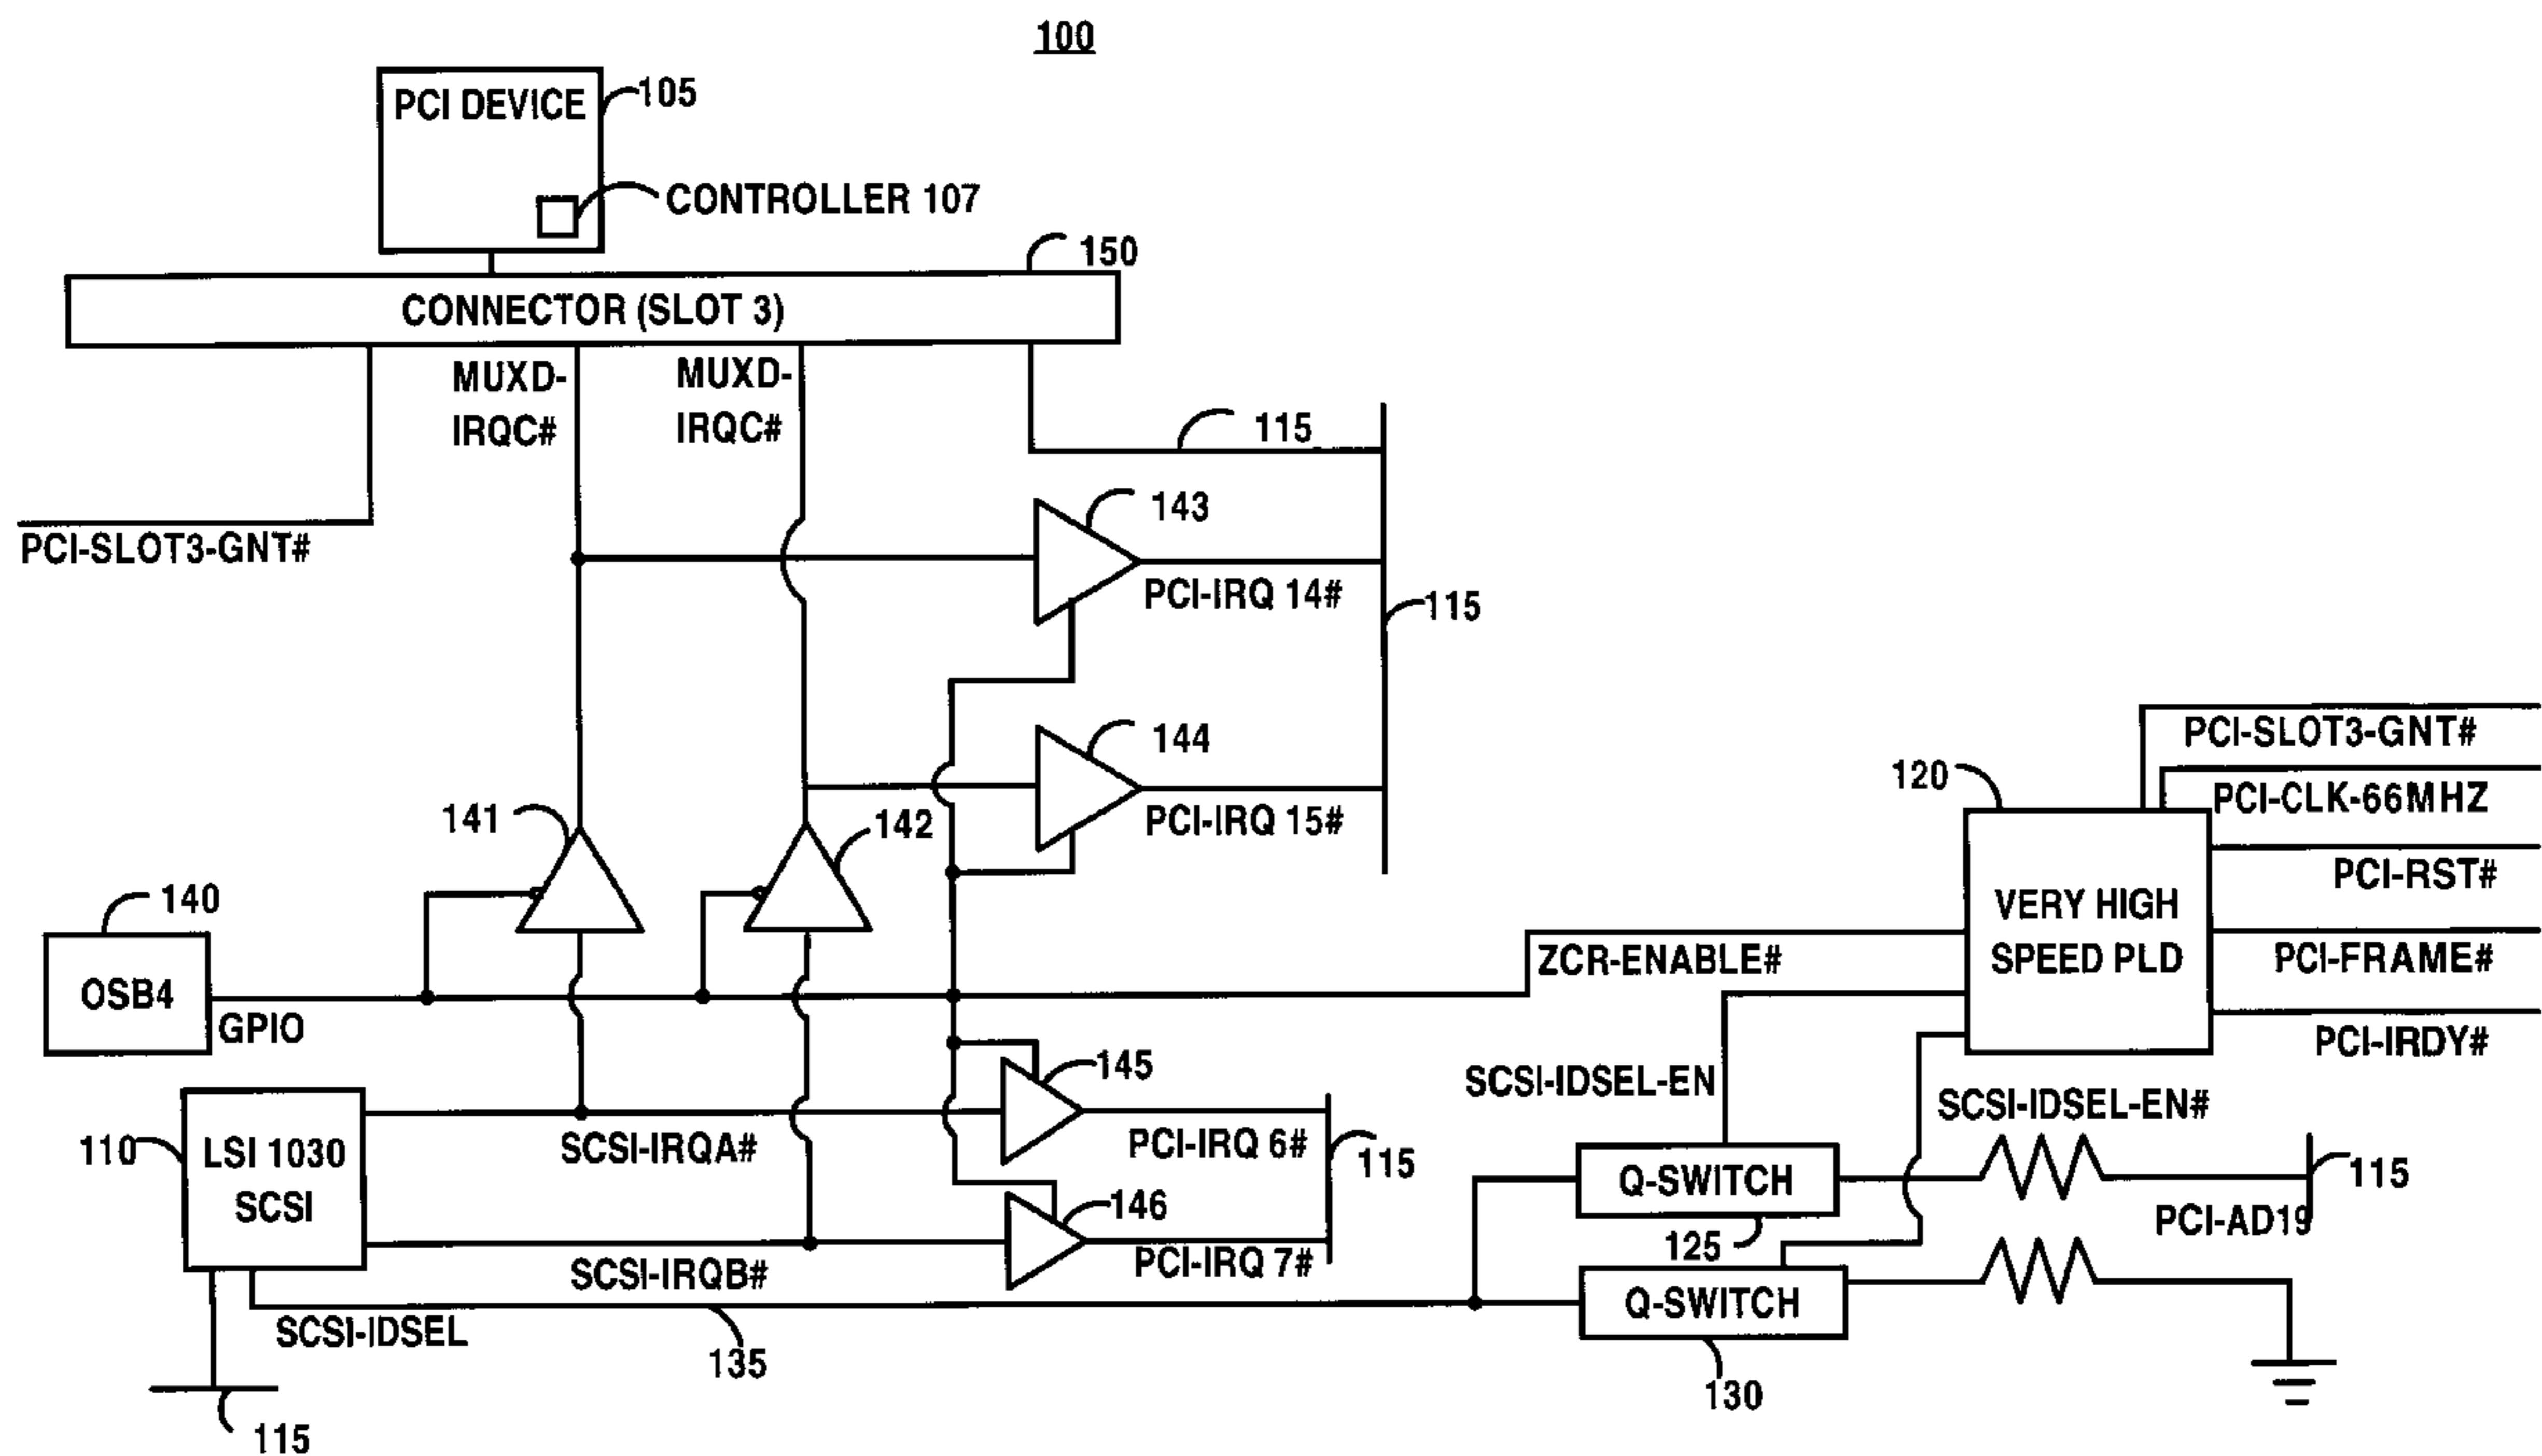 100
PCI DEVICE
105
CONTROLLER 107
150
CONNECTOR (SLOT 3)
MUXD-
IRQC#
MUXD-
IRQC#
115
PCI-SLOT3-GNT#
143
PCI-IRQ 14#
115
144
PCI-IRQ 15#
141
142
140
OSB4
GPIO
120
VERY HIGH
SPEED PLD
PCI-SLOT3-GNT#
PCI-CLK-66MHZ
PCI-RST#
PCI-FRAME#
PCI-IRDY#
ZCR-ENABLE#
SCSI-IDSEL-EN
SCSI-IDSEL-EN#
145
PCI-IRQ 6#
115
146
PCI-IRQ 7#
110
LSI 1030
SCSI
SCSI-IRQA#
SCSI-IRQB#
SCSI-IDSEL
135
115
Q-SWITCH
125
115
PCI-AD19
Q-SWITCH
130